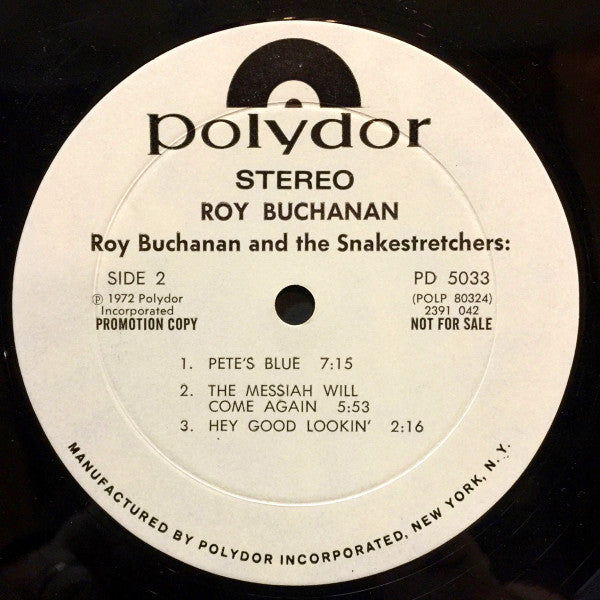 polydor
STEREO
ROY BUCHANAN
Roy Buchanan and the Snakestretchers:
SIDE 2 PD 5033
℗ 1972 Polydor (POLP 80324)
Incorporated 2391 042
PROMOTION COPY NOT FOR SALE
1. PETE'S BLUE 7:15
2. THE MESSIAH WILL
COME AGAIN 5:53
3. HEY GOOD LOOKIN' 2:16
MANUFACTURED BY POLYDOR INCORPORATED, NEW YORK, N. Y.